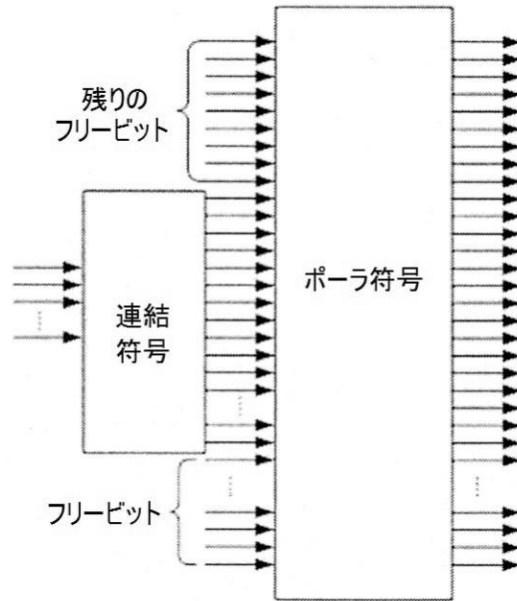 残りの
フリービット
ポーラ符号
連結
符号
フリービット